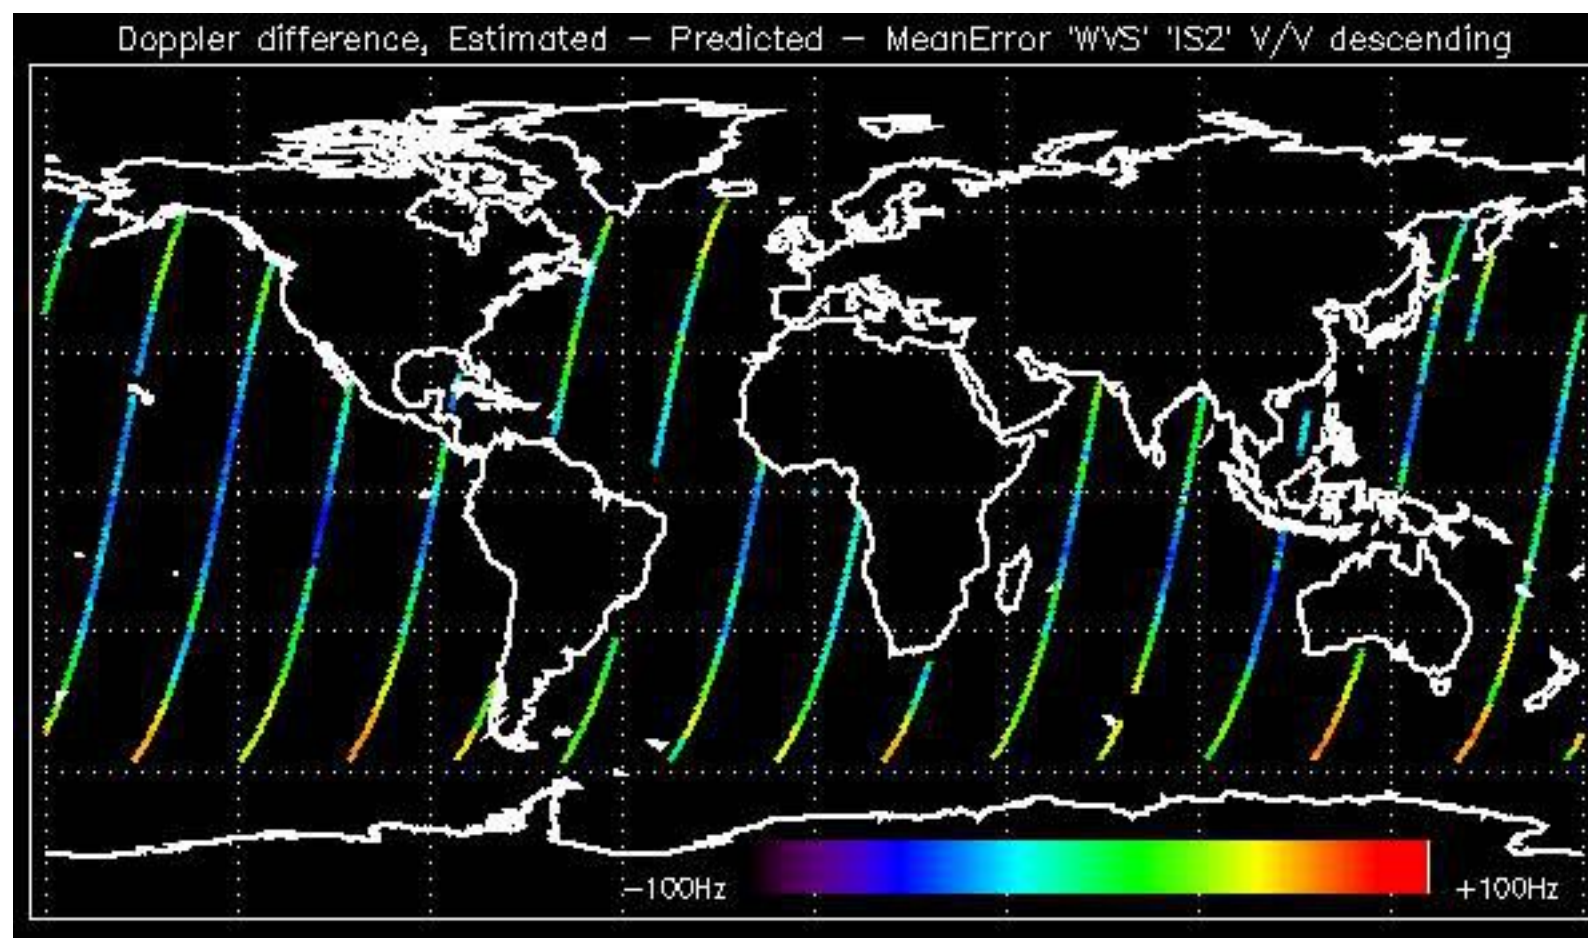 Doppler difference, Estimated – Predicted – MeanError 'WVS' 'IS2' V/V descending
–100Hz +100Hz